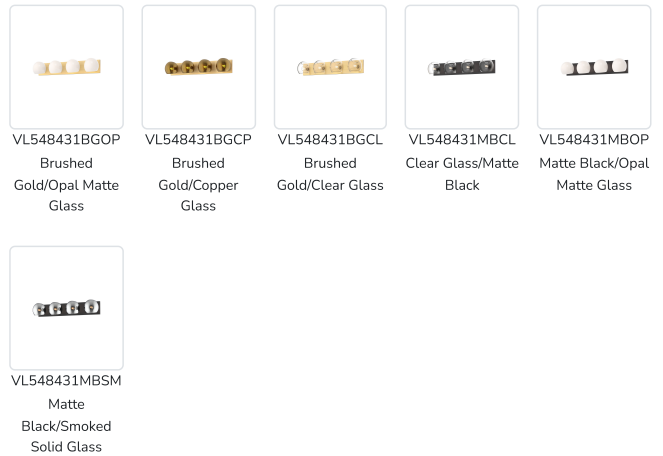 VL548431BGOP
Brushed
Gold/Opal Matte
Glass
VL548431BGCP
Brushed
Gold/Copper
Glass
VL548431BGCL
Brushed
Gold/Clear Glass
VL548431MBCL
Clear Glass/Matte
Black
VL548431MBOP
Matte Black/Opal
Matte Glass
VL548431MBSM
Matte
Black/Smoked
Solid Glass